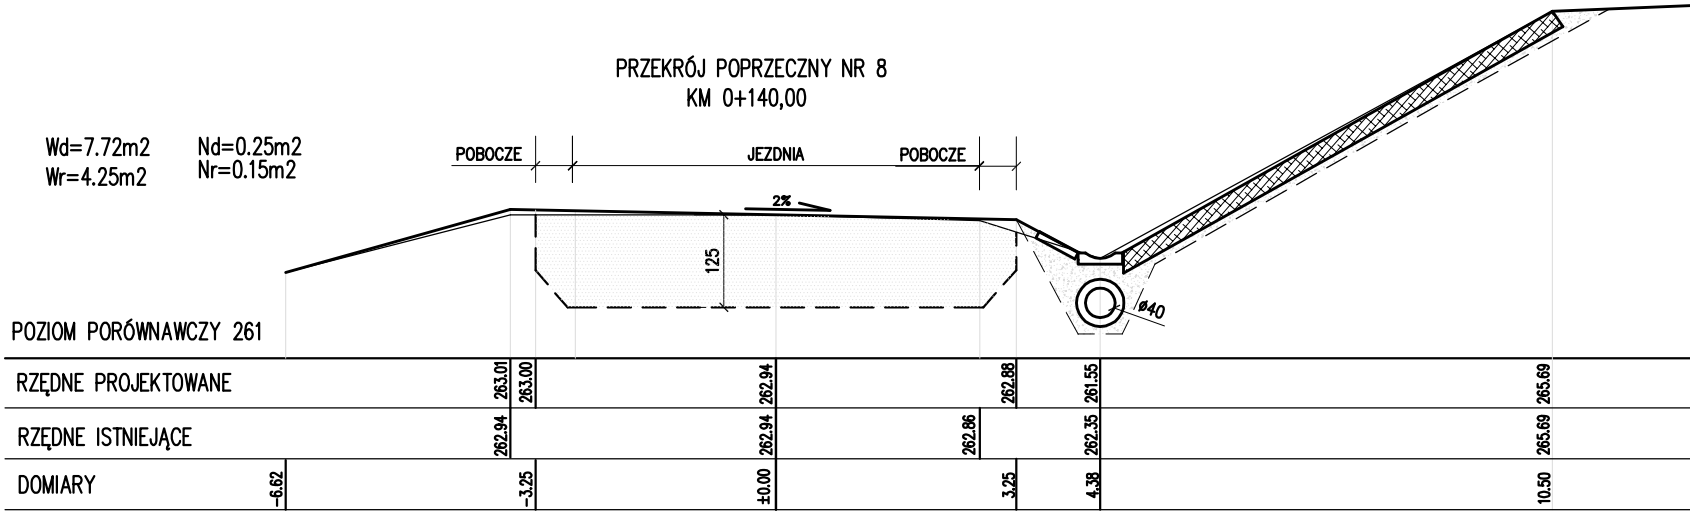 PRZEKRÓJ POPRZECZNY NR 8
KM 0+140,00
Wd=7.72m2 Nd=0.25m2
Wr=4.25m2 Nr=0.15m2
POBOCZE JEZDNIA POBOCZE
2%
125
ø40
POZIOM PORÓWNAWCZY 261
RZĘDNE PROJEKTOWANE 263.01 263.00 262.94 262.88 261.55 265.69
RZĘDNE ISTNIEJĄCE 262.94 262.94 262.86 262.35 265.69
DOMIARY -6.62 -3.25 ±0.00 3.25 4.38 10.50